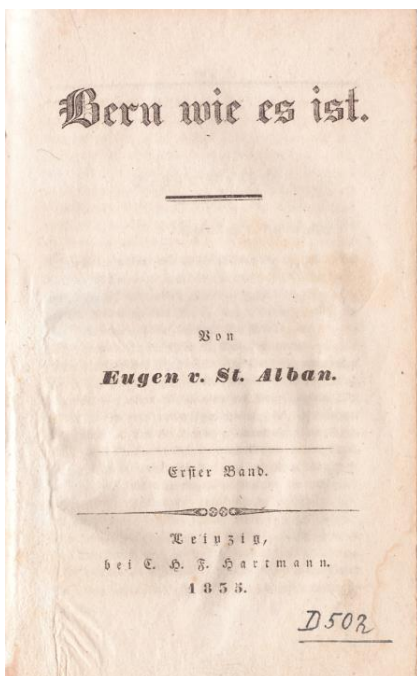 Bern wie es ist.
Von
Eugen v. St. Alban.
Erster Band.
Leipzig,
bei C. H. F. Hartmann.
1835.
D502